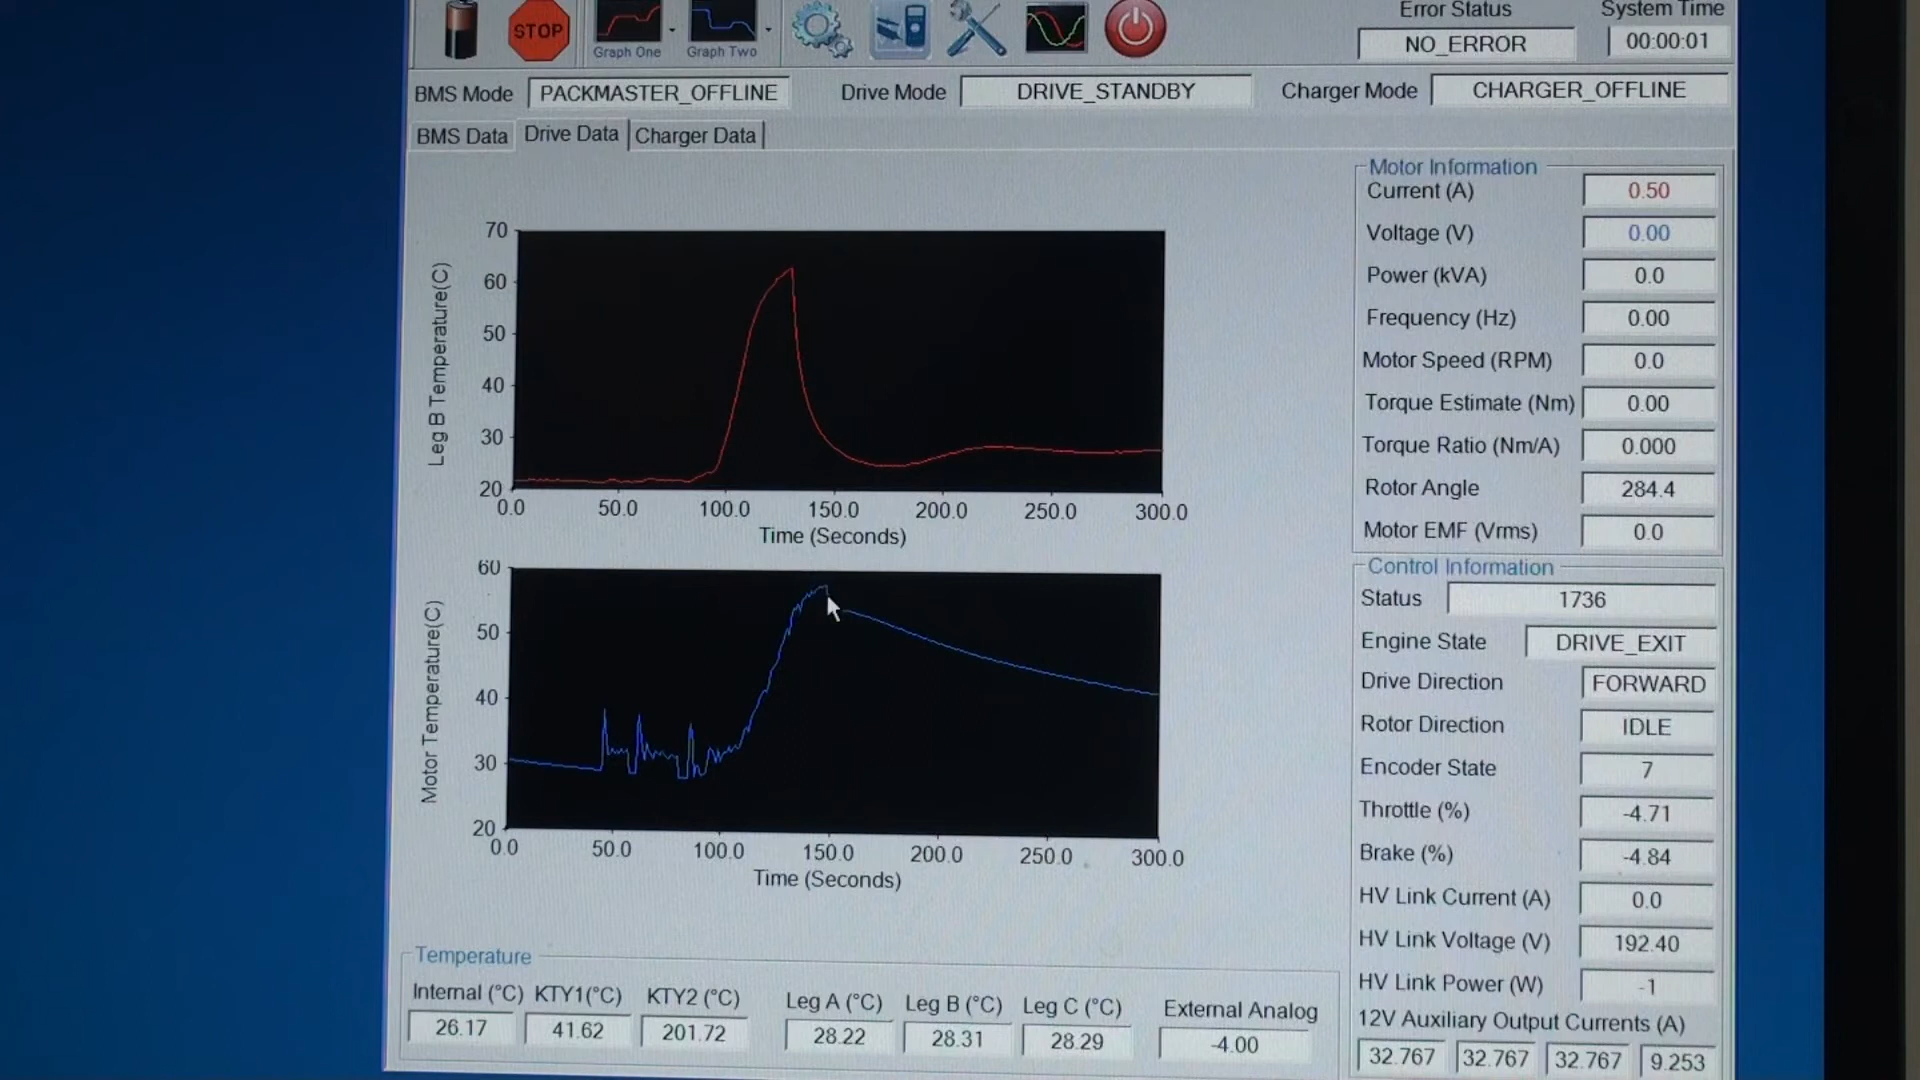 Error Status
System Time
STOP
Graph One
Graph Two
NO_ERROR
00:00:01
BMS Mode
PACKMASTER_OFFLINE
Drive Mode
DRIVE_STANDBY
Charger Mode
CHARGER_OFFLINE
BMS Data
Drive Data
Charger Data
Leg B Temperature(C)
70
60
50
40
30
20
0.0
50.0
100.0
150.0
200.0
250.0
300.0
Time (Seconds)
Motor Temperature(C)
60
50
40
30
20
0.0
50.0
100.0
150.0
200.0
250.0
300.0
Time (Seconds)
Motor Information
Current (A) 0.50
Voltage (V) 0.00
Power (kVA) 0.0
Frequency (Hz) 0.00
Motor Speed (RPM) 0.0
Torque Estimate (Nm) 0.00
Torque Ratio (Nm/A) 0.000
Rotor Angle 284.4
Motor EMF (Vrms) 0.0
Control Information
Status 1736
Engine State DRIVE_EXIT
Drive Direction FORWARD
Rotor Direction IDLE
Encoder State 7
Throttle (%) -4.71
Brake (%) -4.84
HV Link Current (A) 0.0
HV Link Voltage (V) 192.40
HV Link Power (W) -1
12V Auxiliary Output Currents (A)
32.767 32.767 32.767 9.253
Temperature
Internal (°C) KTY1(°C) KTY2 (°C) Leg A (°C) Leg B (°C) Leg C (°C) External Analog
26.17 41.62 201.72 28.22 28.31 28.29 -4.00